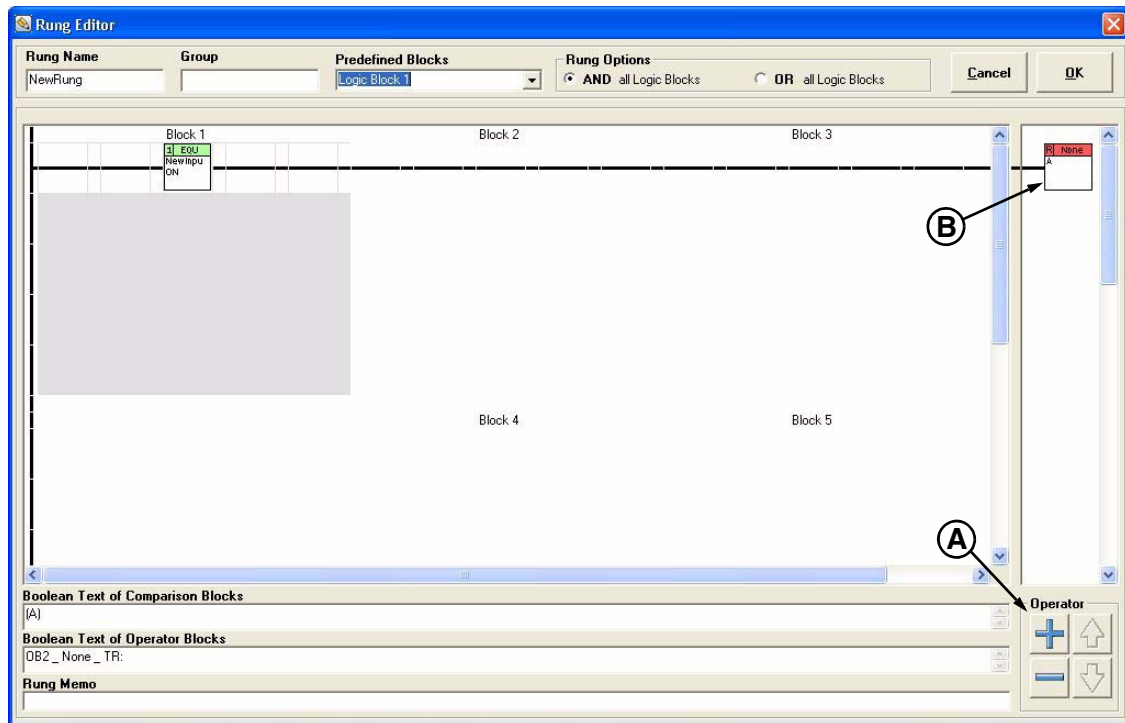 Rung Editor
Rung Name Group Predefined Blocks Rung Options
NewRung Logic Block 1 AND all Logic Blocks OR all Logic Blocks Cancel OK
Block 1 Block 2 Block 3
1 EQU
NewInpu
ON
R None
A
B
Block 4 Block 5
A
Boolean Text of Comparison Blocks
(A)
Operator
Boolean Text of Operator Blocks
OB2 _ None _ TR:
Rung Memo